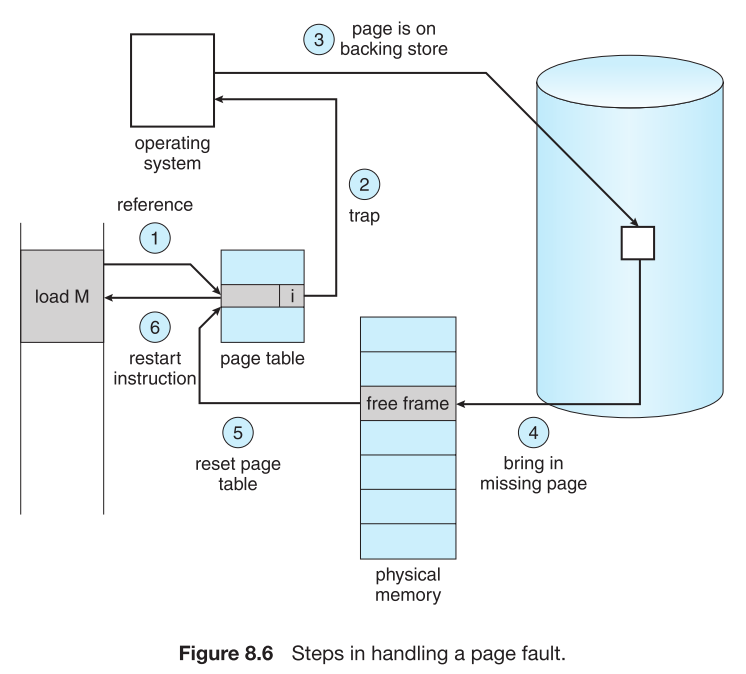 3
page is on
backing store
operating
system
2
trap
reference
1
load M
i
6
restart
instruction
page table
free frame
5
reset page
table
4
bring in
missing page
physical
memory
Figure 8.6 Steps in handling a page fault.